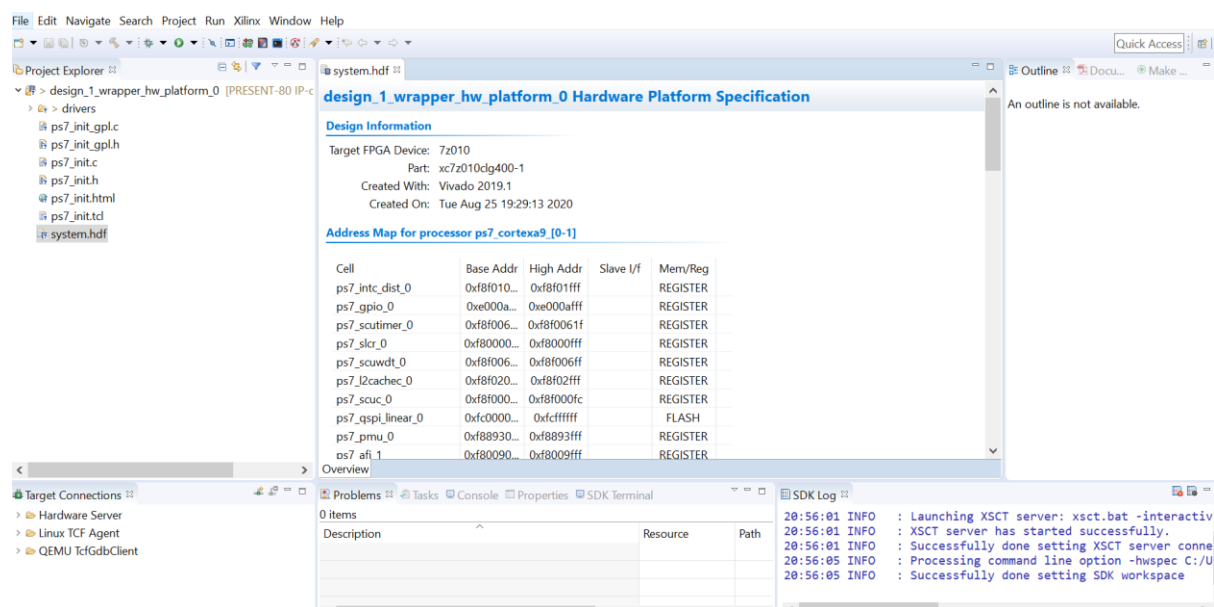 File Edit Navigate Search Project Run Xilinx Window Help
Quick Access
Project Explorer
> design_1_wrapper_hw_platform_0 [PRESENT-80 IP-c
> drivers
ps7_init_gpl.c
ps7_init_gpl.h
ps7_init.c
ps7_init.h
ps7_init.html
ps7_init.tcl
system.hdf
system.hdf
design_1_wrapper_hw_platform_0 Hardware Platform Specification
Design Information
Target FPGA Device: 7z010
Part: xc7z010clg400-1
Created With: Vivado 2019.1
Created On: Tue Aug 25 19:29:13 2020
Address Map for processor ps7_cortexa9_[0-1]
Cell Base Addr High Addr Slave I/f Mem/Reg
ps7_intc_dist_0 0xf8f010... 0xf8f01fff REGISTER
ps7_gpio_0 0xe000a... 0xe000afff REGISTER
ps7_scutimer_0 0xf8f006... 0xf8f0061f REGISTER
ps7_slcr_0 0xf80000... 0xf8000fff REGISTER
ps7_scuwdt_0 0xf8f006... 0xf8f006ff REGISTER
ps7_l2cachec_0 0xf8f020... 0xf8f02fff REGISTER
ps7_scuc_0 0xf8f000... 0xf8f000fc REGISTER
ps7_qspi_linear_0 0xfc0000... 0xfcffffff FLASH
ps7_pmu_0 0xf88930... 0xf8893fff REGISTER
ps7_afi_1 0xf80090... 0xf8009fff REGISTER
Overview
Outline Docu... Make ...
An outline is not available.
Target Connections
Hardware Server
Linux TCF Agent
QEMU TcfGdbClient
Problems Tasks Console Properties SDK Terminal
0 items
Description Resource Path
SDK Log
20:56:01 INFO : Launching XSCT server: xsct.bat -interactiv
20:56:01 INFO : XSCT server has started successfully.
20:56:01 INFO : Successfully done setting XSCT server conne
20:56:05 INFO : Processing command line option -hwspec C:/U
20:56:05 INFO : Successfully done setting SDK workspace